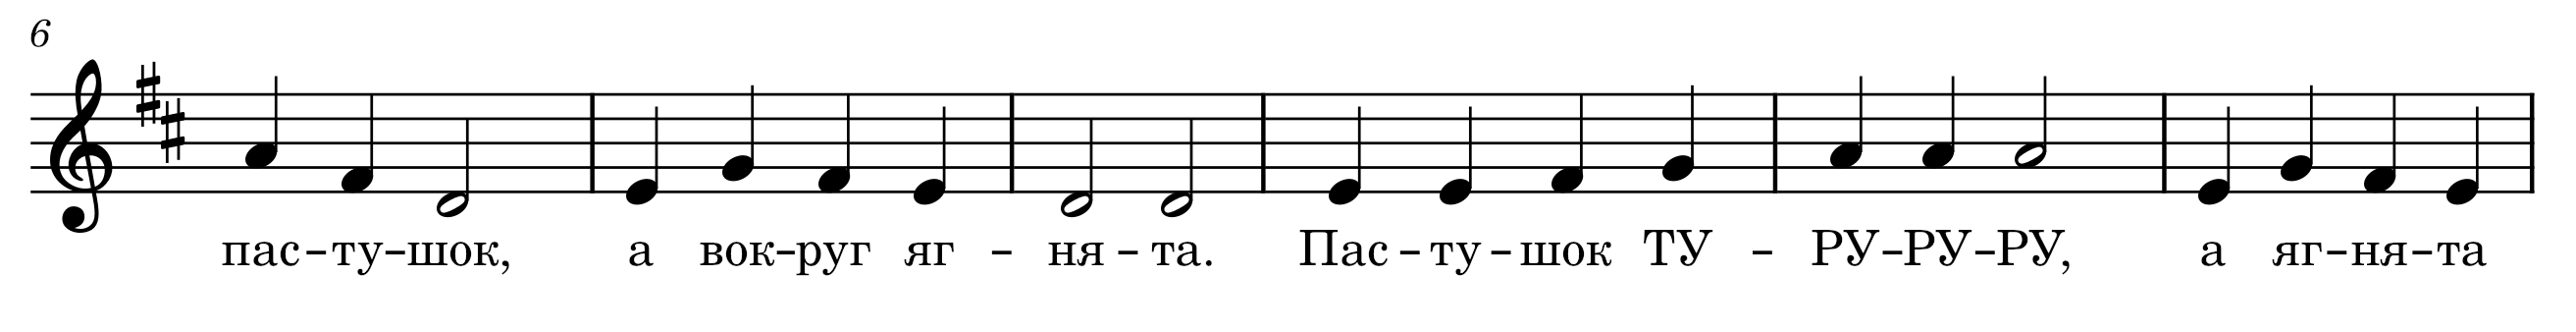 6
пас-ту-шок, а вок-руг яг - ня - та. Пас - ту - шок ТУ - РУ-РУ-РУ, а яг-ня-та